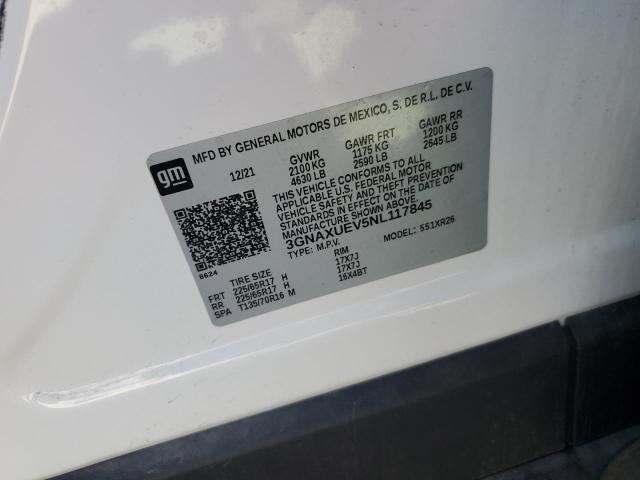 MFD BY GENERAL MOTORS DE MEXICO, S. DE R.L. DE C.V.
gm
12/21 GVWR GAWR FRT GAWR RR
2100 KG 1175 KG 1200 KG
4630 LB 2590 LB 2645 LB
THIS VEHICLE CONFORMS TO ALL
APPLICABLE U.S. FEDERAL MOTOR
VEHICLE SAFETY AND THEFT PREVENTION
STANDARDS IN EFFECT ON THE DATE OF
MANUFACTURE SHOWN ABOVE.
3GNAXUEV5NL117845
TYPE: M.P.V. MODEL: 551XR26
8624
TIRE SIZE RIM
FRT 225/65R17 H 17X7J
RR 225/65R17 H 17X7J
SPA T135/70R16 M 16X4BT